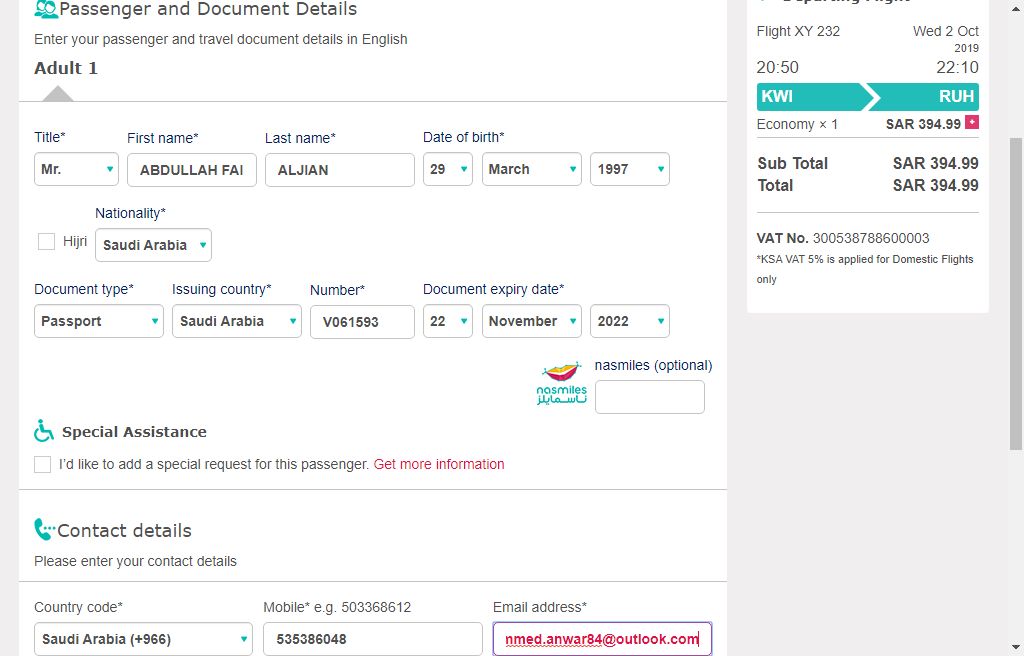 Passenger and Document Details
Enter your passenger and travel document details in English
Adult 1
Title* First name* Last name* Date of birth*
Mr. ABDULLAH FAI ALJIAN 29 March 1997
Nationality*
Hijri Saudi Arabia
Document type* Issuing country* Number* Document expiry date*
Passport Saudi Arabia V061593 22 November 2022
nasmiles (optional)
nasmiles
ناسمايلز
Special Assistance
I'd like to add a special request for this passenger. Get more information
Contact details
Please enter your contact details
Country code* Mobile* e.g. 503368612 Email address*
Saudi Arabia (+966) 535386048 nmed.anwar84@outlook.com
Departing Flight
Flight XY 232 Wed 2 Oct
2019
20:50 22:10
KWI RUH
Economy × 1 SAR 394.99 +
Sub Total SAR 394.99
Total SAR 394.99
VAT No. 300538788600003
*KSA VAT 5% is applied for Domestic Flights
only